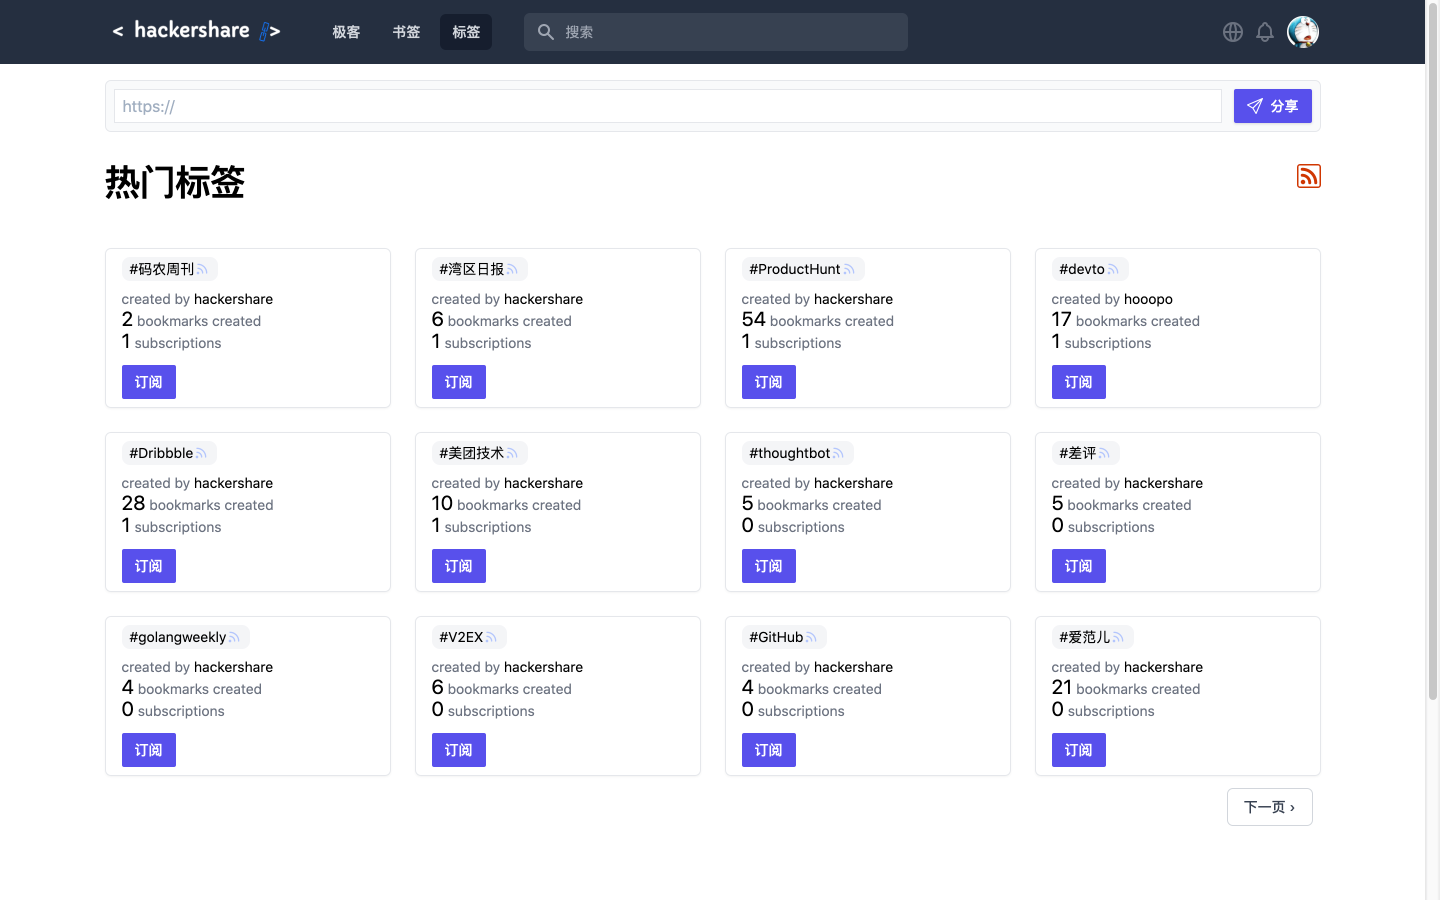 < hackershare />
极客
书签
标签
搜索
https://
分享
热门标签
#码农周刊
created by hackershare
2 bookmarks created
1 subscriptions
订阅
#湾区日报
created by hackershare
6 bookmarks created
1 subscriptions
订阅
#ProductHunt
created by hackershare
54 bookmarks created
1 subscriptions
订阅
#devto
created by hooopo
17 bookmarks created
1 subscriptions
订阅
#Dribbble
created by hackershare
28 bookmarks created
1 subscriptions
订阅
#美团技术
created by hackershare
10 bookmarks created
1 subscriptions
订阅
#thoughtbot
created by hackershare
5 bookmarks created
0 subscriptions
订阅
#差评
created by hackershare
5 bookmarks created
0 subscriptions
订阅
#golangweekly
created by hackershare
4 bookmarks created
0 subscriptions
订阅
#V2EX
created by hackershare
6 bookmarks created
0 subscriptions
订阅
#GitHub
created by hackershare
4 bookmarks created
0 subscriptions
订阅
#爱范儿
created by hackershare
21 bookmarks created
0 subscriptions
订阅
下一页 ›